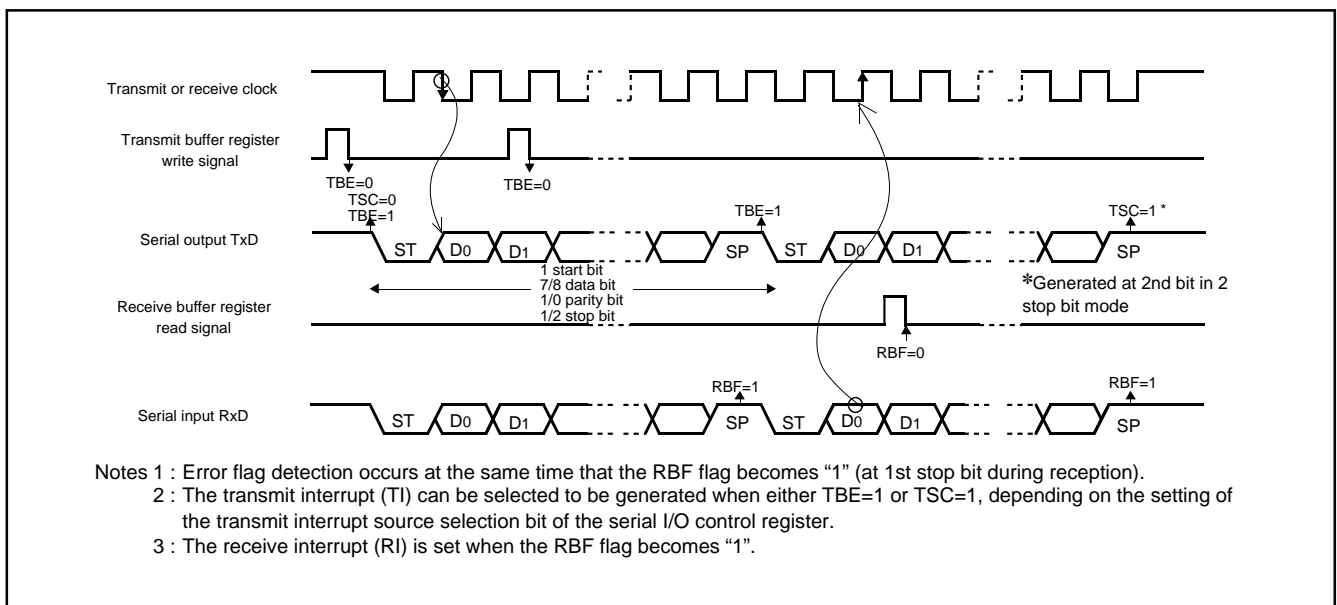 Transmit or receive clock
Transmit buffer register
write signal
TBE=0
TSC=0
TBE=1
TBE=0
TBE=1
TSC=1 *
Serial output TxD
ST D0 D1 SP ST D0 D1 SP
1 start bit
7/8 data bit
1/0 parity bit
1/2 stop bit
*Generated at 2nd bit in 2
stop bit mode
Receive buffer register
read signal
RBF=0
RBF=1
RBF=1
Serial input RxD
ST D0 D1 SP ST D0 D1 SP
Notes 1 : Error flag detection occurs at the same time that the RBF flag becomes “1” (at 1st stop bit during reception).
2 : The transmit interrupt (TI) can be selected to be generated when either TBE=1 or TSC=1, depending on the setting of
the transmit interrupt source selection bit of the serial I/O control register.
3 : The receive interrupt (RI) is set when the RBF flag becomes “1”.